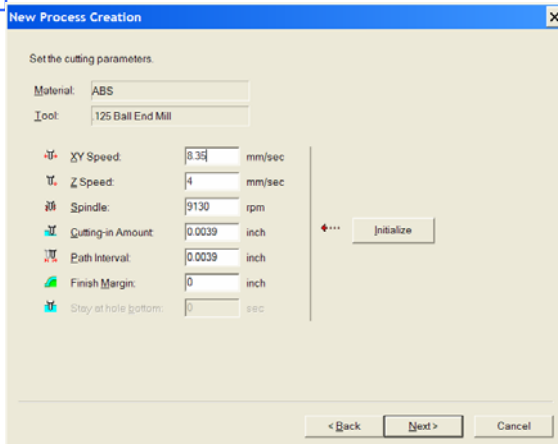 New Process Creation
Set the cutting parameters.
Material: ABS
Tool: .125 Ball End Mill
XY Speed: 8.35 mm/sec
Z Speed: 4 mm/sec
Spindle: 9130 rpm
Cutting-in Amount: 0.0039 inch
Initialize
Path Interval: 0.0039 inch
Finish Margin: 0 inch
Stay at hole bottom: 0 sec
< Back Next > Cancel